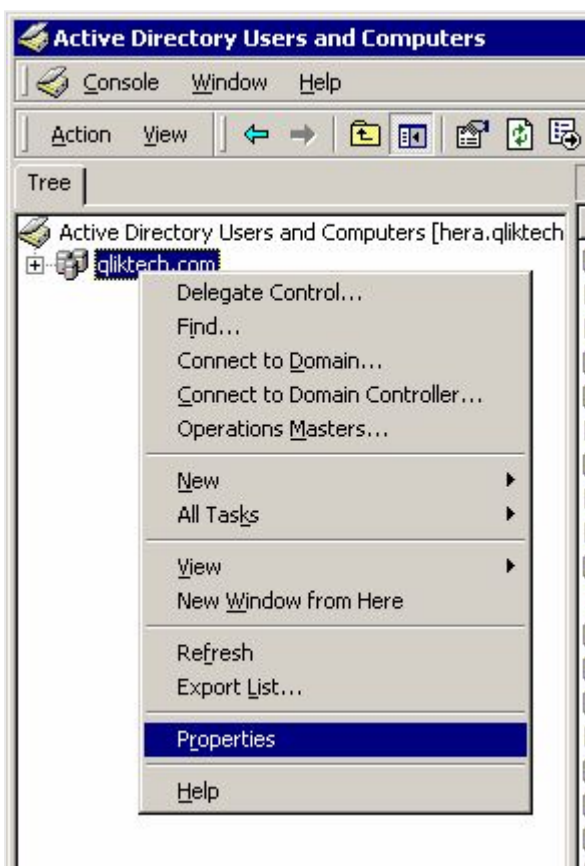 Active Directory Users and Computers
Console Window Help
Action View
Tree
Active Directory Users and Computers [hera.qliktech
qliktech.com
Delegate Control...
Find...
Connect to Domain...
Connect to Domain Controller...
Operations Masters...
New
All Tasks
View
New Window from Here
Refresh
Export List...
Properties
Help